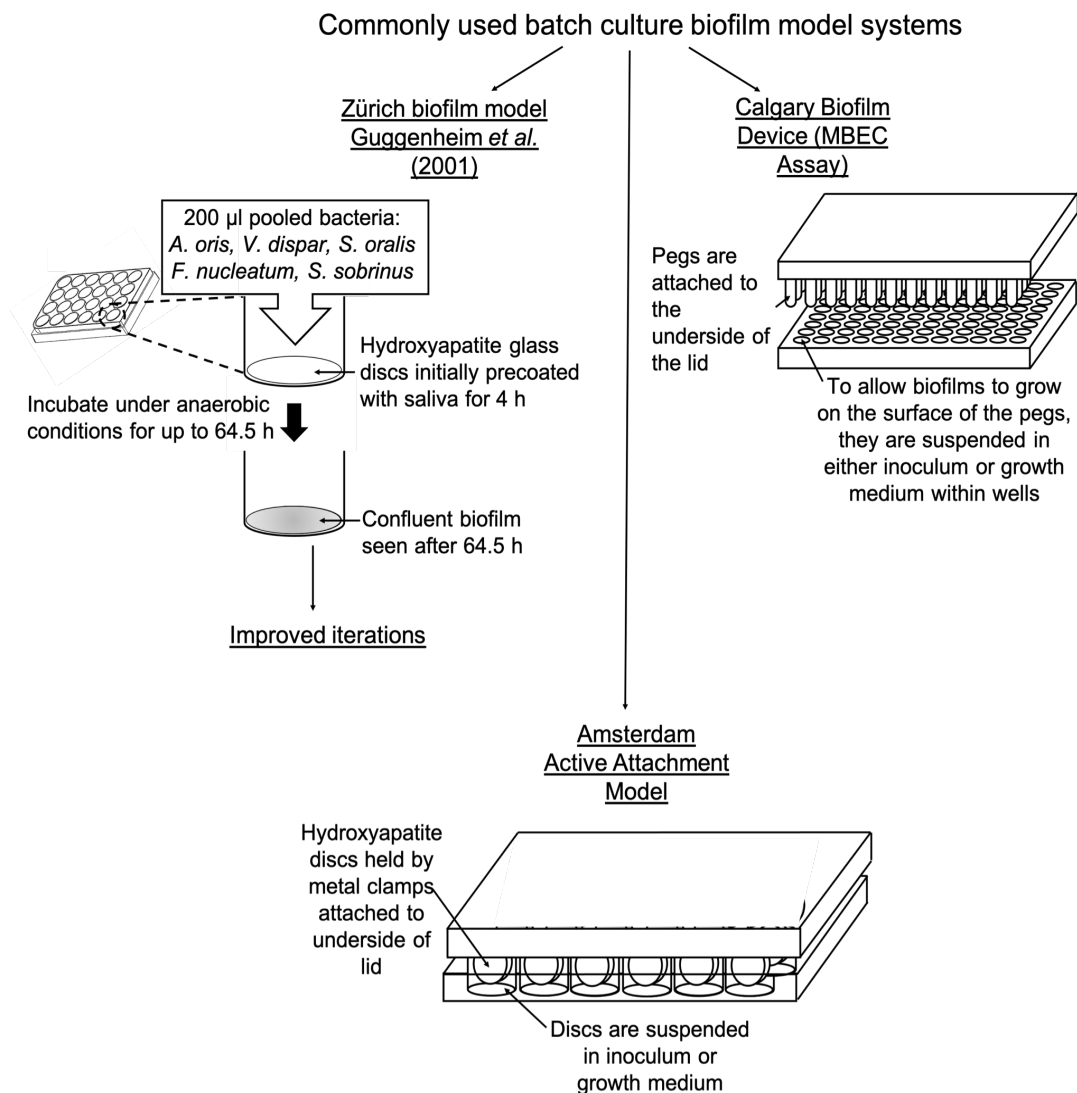 Commonly used batch culture biofilm model systems
Zürich biofilm model
Guggenheim et al.
(2001)
Calgary Biofilm
Device (MBEC
Assay)
200 µl pooled bacteria:
A. oris, V. dispar, S. oralis
F. nucleatum, S. sobrinus
Hydroxyapatite glass
discs initially precoated
with saliva for 4 h
Incubate under anaerobic
conditions for up to 64.5 h
Confluent biofilm
seen after 64.5 h
Improved iterations
Pegs are
attached to
the
underside of
the lid
To allow biofilms to grow
on the surface of the pegs,
they are suspended in
either inoculum or growth
medium within wells
Amsterdam
Active Attachment
Model
Hydroxyapatite
discs held by
metal clamps
attached to
underside of
lid
Discs are suspended
in inoculum or
growth medium